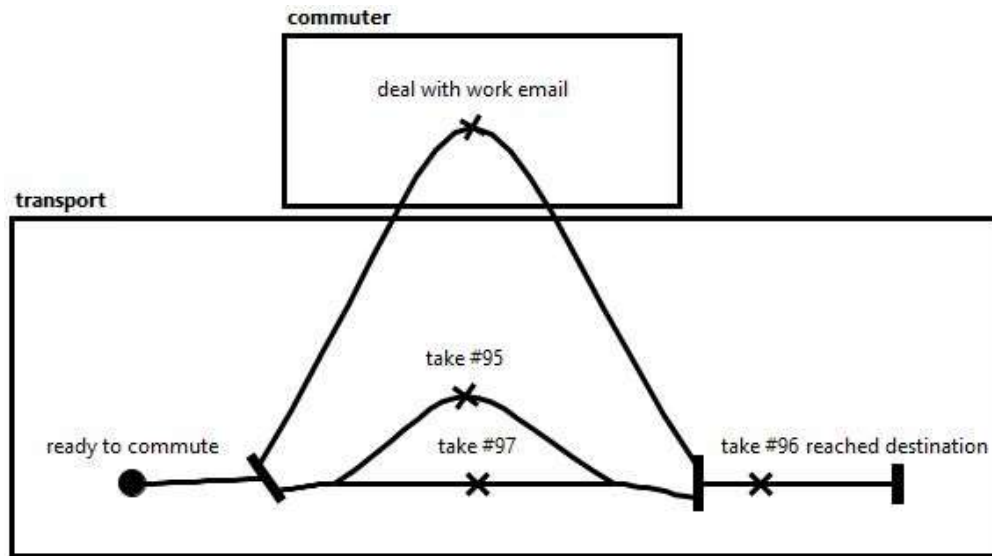 commuter
deal with work email
transport
take #95
ready to commute
take #97
take #96 reached destination